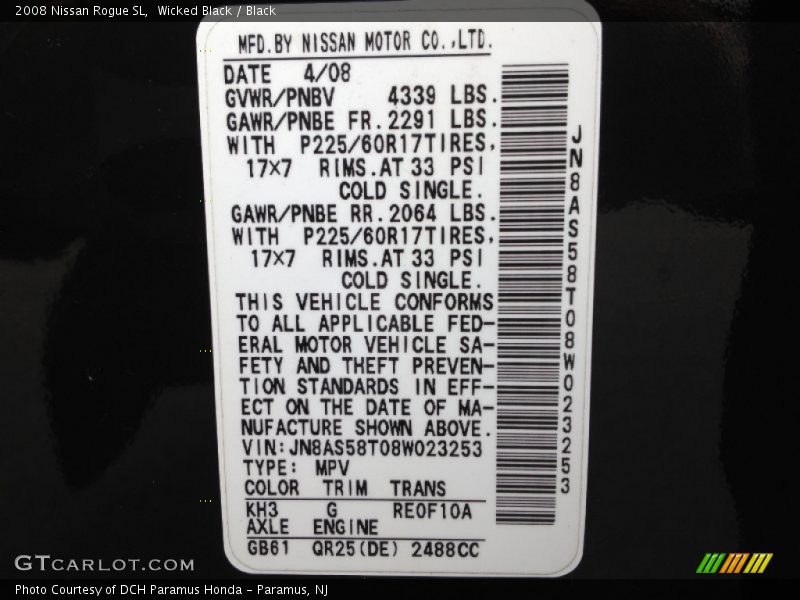 2008 Nissan Rogue SL,  Wicked Black / Black
MFD.BY NISSAN MOTOR CO.,LTD.
DATE 4/08
GVWR/PNBV 4339 LBS.
GAWR/PNBE FR.2291 LBS.
WITH P225/60R17TIRES,
17×7 RIMS.AT 33 PSI
COLD SINGLE.
GAWR/PNBE RR.2064 LBS.
WITH P225/60R17TIRES,
17×7 RIMS.AT 33 PSI
COLD SINGLE.
THIS VEHICLE CONFORMS
TO ALL APPLICABLE FED-
ERAL MOTOR VEHICLE SA-
FETY AND THEFT PREVEN-
TION STANDARDS IN EFF-
ECT ON THE DATE OF MA-
NUFACTURE SHOWN ABOVE.
VIN:JN8AS58T08W023253
TYPE: MPV
COLOR TRIM TRANS
KH3 G RE0F10A
AXLE ENGINE
GB61 QR25(DE) 2488CC
JN8AS58T08W023253
GTCARLOT.COM
Photo Courtesy of DCH Paramus Honda - Paramus, NJ